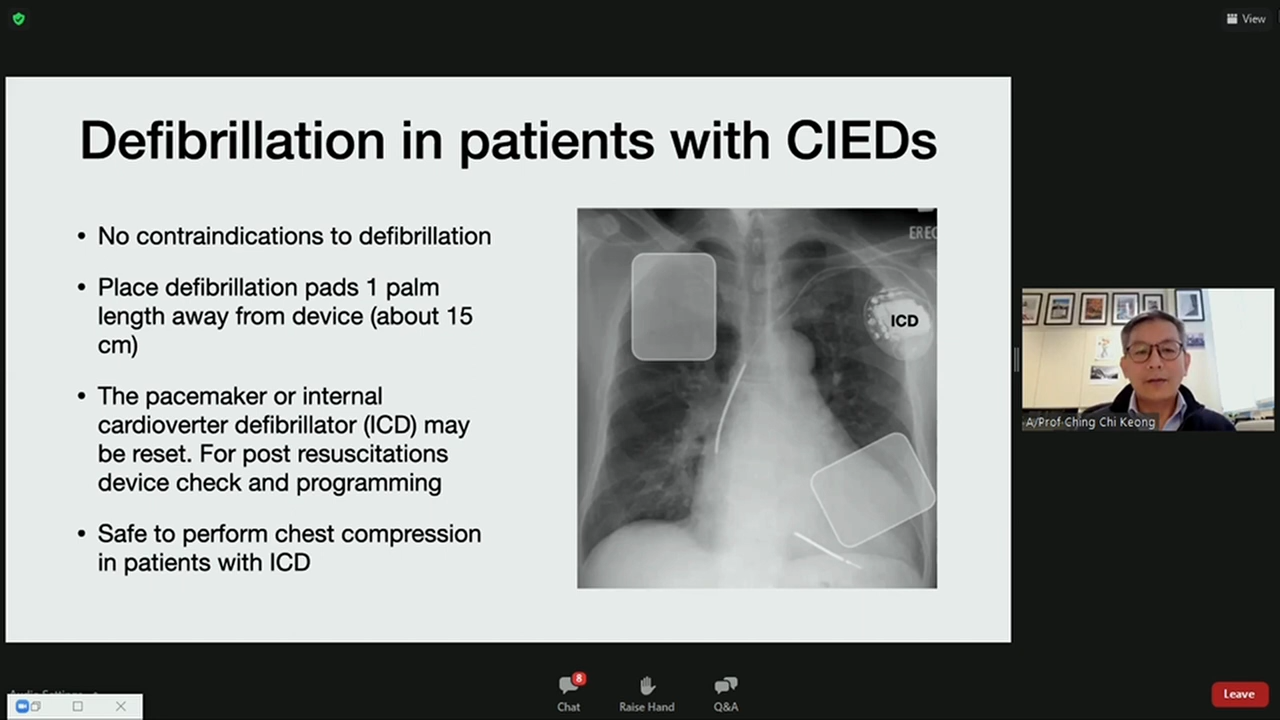 View
Defibrillation in patients with CIEDs
• No contraindications to defibrillation
• Place defibrillation pads 1 palm
length away from device (about 15
cm)
• The pacemaker or internal
cardioverter defibrillator (ICD) may
be reset. For post resuscitations
device check and programming
• Safe to perform chest compression
in patients with ICD
EREC
ICD
A/Prof Ching Chi Keong
8
Chat
Raise Hand
Q&A
Leave